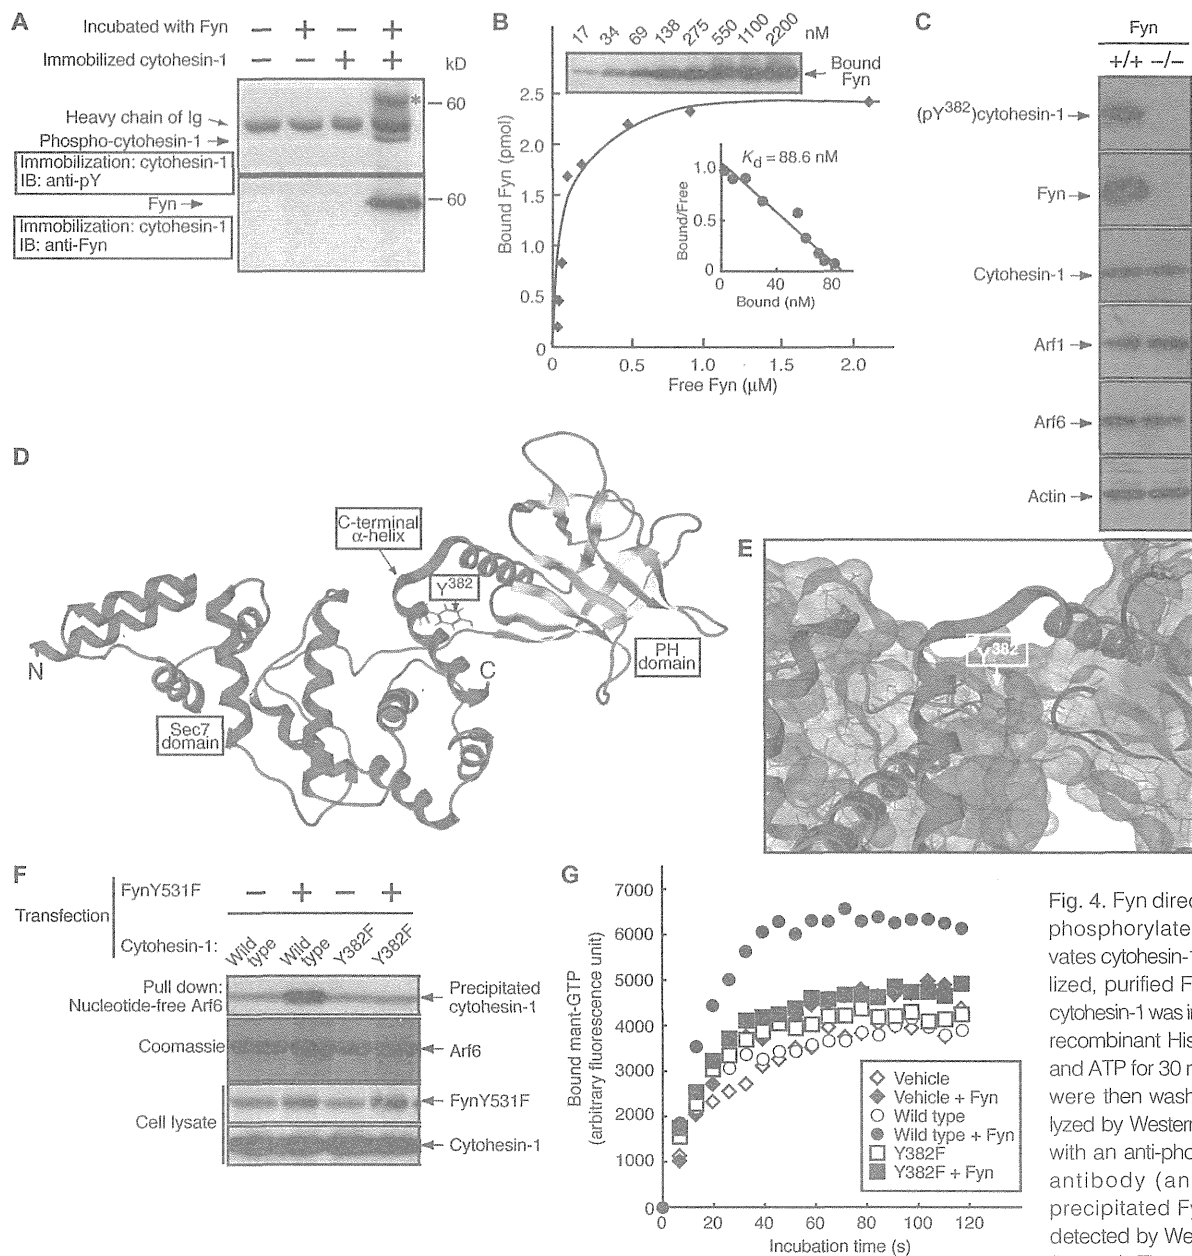 A
Incubated with Fyn − + − +
Immobilized cytohesin-1 − − + + kD
* 60
Heavy chain of Ig
Phospho-cytohesin-1
Immobilization: cytohesin-1
IB: anti-pY
Fyn
60
Immobilization: cytohesin-1
IB: anti-Fyn
B
17 34 69 138 275 550 1100 2200 nM
Bound
Fyn
Bound Fyn (pmol)
2.5
2.0
1.5
1.0
0.5
0
0 0.5 1.0 1.5 2.0
Free Fyn (μM)
Kd = 88.6 nM
Bound/Free
1.0
0.5
0
0 40 80
Bound (nM)
C
Fyn
+/+ −/−
(pY382)cytohesin-1
Fyn
Cytohesin-1
Arf1
Arf6
Actin
D
C-terminal
α-helix
Y382
N
C
Sec7
domain
PH
domain
E
Y382
F
Transfection
FynY531F − + − +
Cytohesin-1: Wild type Wild type Y382F Y382F
Pull down:
Nucleotide-free Arf6
Precipitated
cytohesin-1
Coomassie
Arf6
Cell lysate
FynY531F
Cytohesin-1
G
Bound mant-GTP
(arbitrary fluorescence unit)
7000
6000
5000
4000
3000
2000
1000
0
0 20 40 60 80 100 120
Incubation time (s)
Vehicle
Vehicle + Fyn
Wild type
Wild type + Fyn
Y382F
Y382F + Fyn
Fig. 4. Fyn direc
phosphorylate
vates cytohesin-1
lized, purified F
cytohesin-1 was in
recombinant His
and ATP for 30 m
were then wash
lyzed by Western
with an anti-pho
antibody (an
precipitated Fy
detected by We